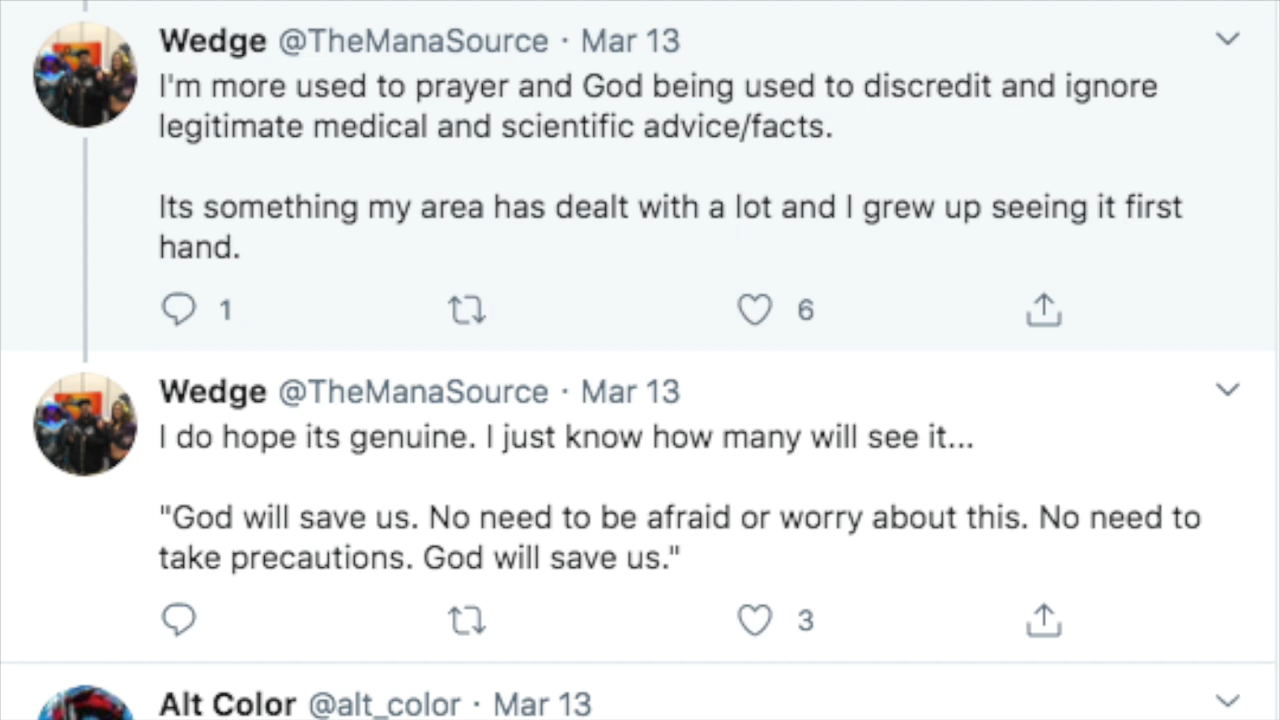 Wedge @TheManaSource · Mar 13
I'm more used to prayer and God being used to discredit and ignore
legitimate medical and scientific advice/facts.
Its something my area has dealt with a lot and I grew up seeing it first
hand.
1 6
Wedge @TheManaSource · Mar 13
I do hope its genuine. I just know how many will see it...
"God will save us. No need to be afraid or worry about this. No need to
take precautions. God will save us."
3
Alt Color @alt_color · Mar 13